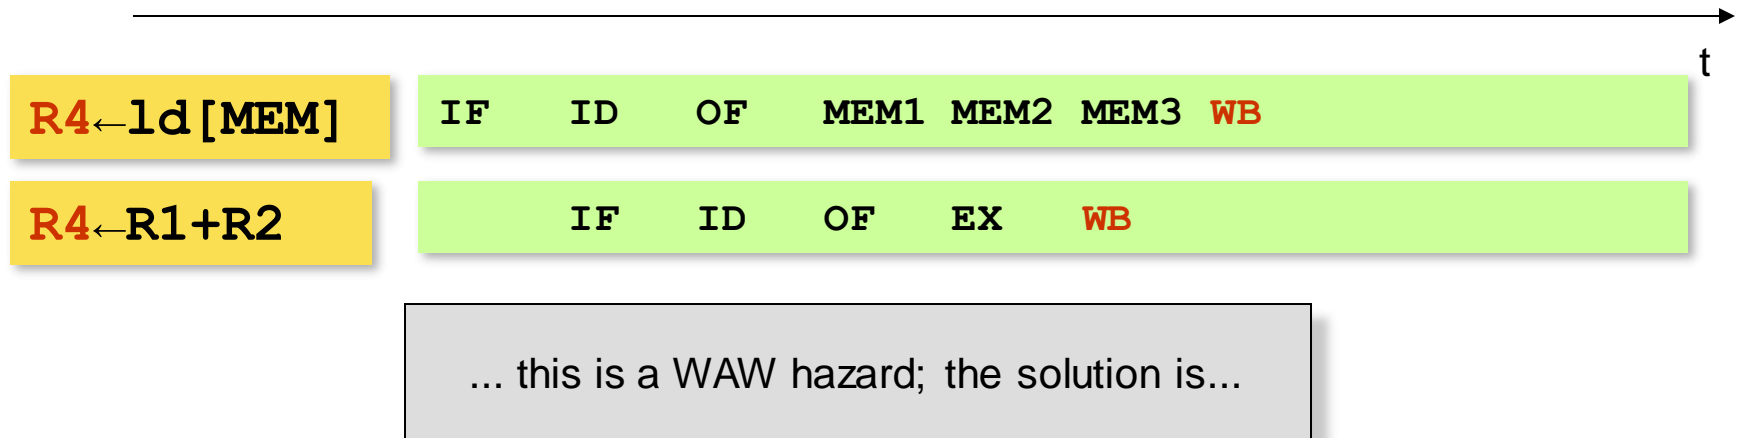 t
R4←ld[MEM] IF ID OF MEM1 MEM2 MEM3 WB
R4←R1+R2 IF ID OF EX WB
... this is a WAW hazard; the solution is...